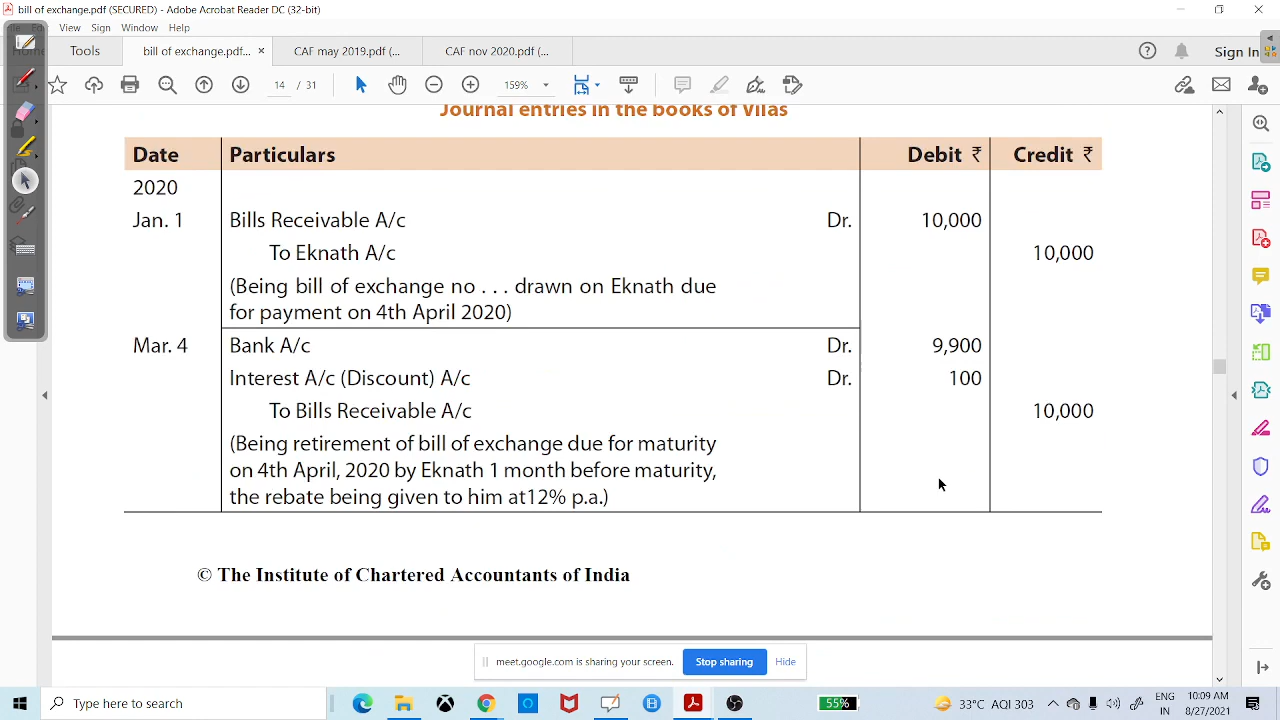 bill of exchange.pdf (SECURED) - Adobe Acrobat Reader DC (32-bit)
View Sign Window Help
Tools bill of exchange.pdf... × CAF may 2019.pdf (... CAF nov 2020.pdf (... Sign In
14 / 31 159%
Journal entries in the books of Vilas
Date Particulars Debit ₹ Credit ₹
2020
Jan. 1 Bills Receivable A/c Dr. 10,000
To Eknath A/c 10,000
(Being bill of exchange no . . . drawn on Eknath due
for payment on 4th April 2020)
Mar. 4 Bank A/c Dr. 9,900
Interest A/c (Discount) A/c Dr. 100
To Bills Receivable A/c 10,000
(Being retirement of bill of exchange due for maturity
on 4th April, 2020 by Eknath 1 month before maturity,
the rebate being given to him at12% p.a.)
© The Institute of Chartered Accountants of India
meet.google.com is sharing your screen. Stop sharing Hide
Type here to search 55% 33°C AQI 303 ENG IN 10:09 AM 8/27/2021